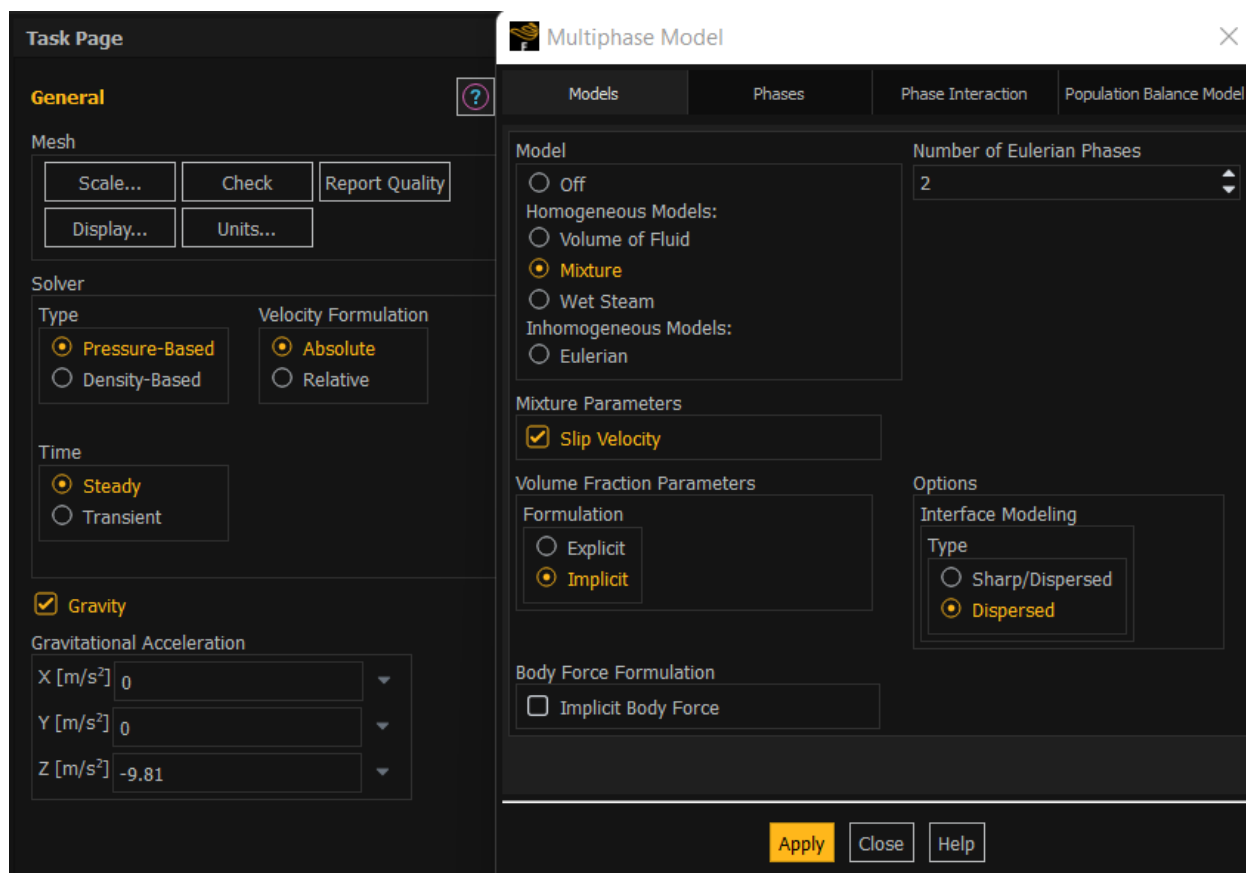 Task Page
General
?
Mesh
Scale... Check Report Quality
Display... Units...
Solver
Type Velocity Formulation
Pressure-Based Absolute
Density-Based Relative
Time
Steady
Transient
Gravity
Gravitational Acceleration
X [m/s²] 0
Y [m/s²] 0
Z [m/s²] -9.81
F
Multiphase Model
Models Phases Phase Interaction Population Balance Model
Model Number of Eulerian Phases
Off 2
Homogeneous Models:
Volume of Fluid
Mixture
Wet Steam
Inhomogeneous Models:
Eulerian
Mixture Parameters
Slip Velocity
Volume Fraction Parameters Options
Formulation Interface Modeling
Explicit Type
Implicit Sharp/Dispersed
Dispersed
Body Force Formulation
Implicit Body Force
Apply Close Help